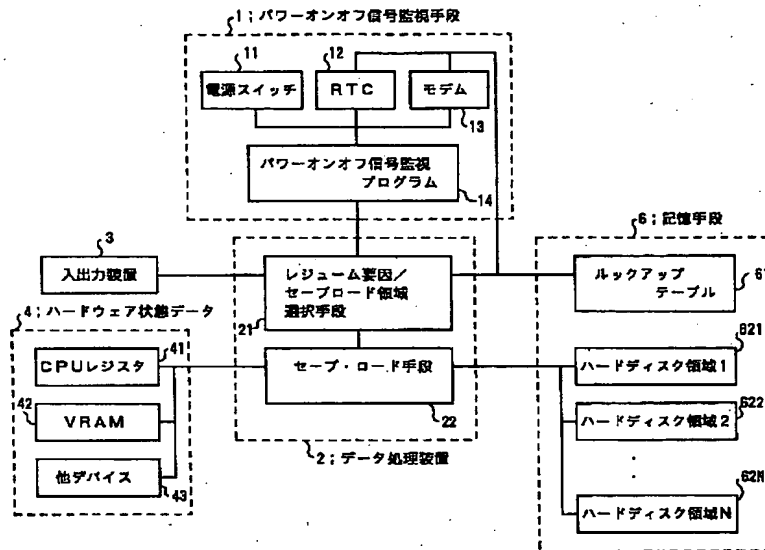 1;パワーオンオフ信号監視手段
11
12
電源スイッチ
RTC
モデム
13
パワーオンオフ信号監視
プログラム
14
6;記憶手段
3
入出力装置
レジューム要因/
セーブロード領域
選択手段
21
ルックアップ
テーブル
61
4;ハードウェア状態データ
CPUレジスタ
41
セーブ・ロード手段
22
ハードディスク領域1
621
42
VRAM
ハードディスク領域2
622
2;データ処理装置
他デバイス
43
ハードディスク領域N
62N